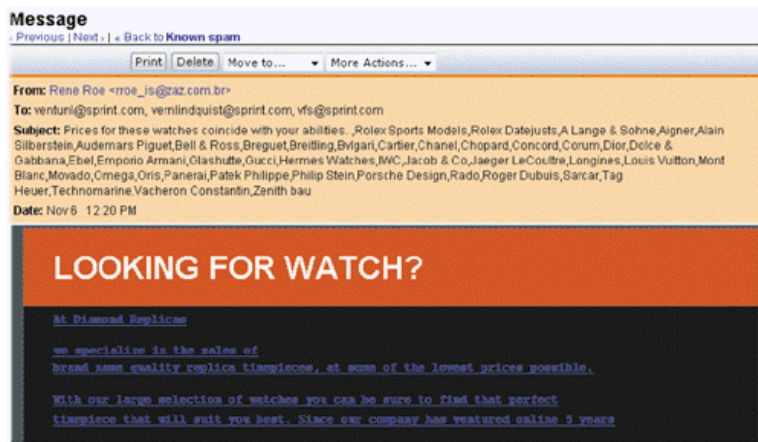 Message
‹ Previous | Next › | « Back to Known spam
Print Delete Move to... More Actions...
From: Rene Roe <rroe_is@zaz.com.br>
To: venturil@sprint.com, vernlindquist@sprint.com, vfs@sprint.com
Subject: Prices for these watches coincide with your abilities. ,Rolex Sports Models,Rolex Datejusts,A Lange & Sohne,Aigner,Alain
Silberstein,Audemars Piguet,Bell & Ross,Breguet,Breitling,Bvlgari,Cartier,Chanel,Chopard,Concord,Corum,Dior,Dolce &
Gabbana,Ebel,Emporio Armani,Glashutte,Gucci,Hermes Watches,IWC,Jacob & Co,Jaeger LeCoultre,Longines,Louis Vuitton,Mont
Blanc,Movado,Omega,Oris,Panerai,Patek Philippe,Philip Stein,Porsche Design,Rado,Roger Dubuis,Sarcar,Tag
Heuer,Technomarine,Vacheron Constantin,Zenith bau
Date: Nov 6 12:20 PM
LOOKING FOR WATCH?
At Diamond Replicas
we specialize in the sales of
brand name quality replica timepieces, at some of the lowest prices possible.
With our large selection of watches you can be sure to find that perfect
timepiece that will suit you best. Since our company has ventured online 5 years